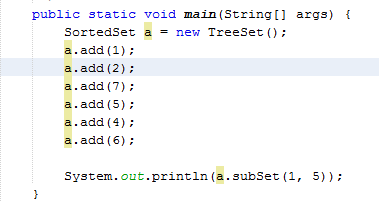 public static void main(String[] args) {
SortedSet a = new TreeSet();
a.add(1);
a.add(2);
a.add(7);
a.add(5);
a.add(4);
a.add(6);
System.out.println(a.subSet(1, 5));
}